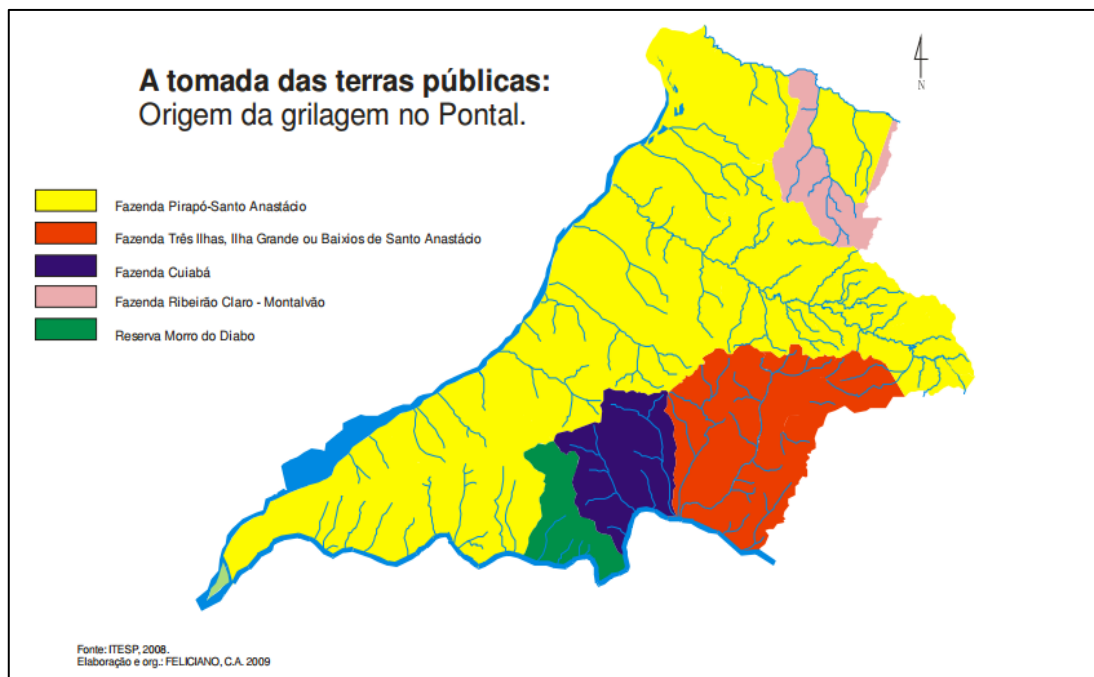 A tomada das terras públicas:
Origem da grilagem no Pontal.
N
Fazenda Pirapó-Santo Anastácio
Fazenda Três Ilhas, Ilha Grande ou Baixios de Santo Anastácio
Fazenda Cuiabá
Fazenda Ribeirão Claro - Montalvão
Reserva Morro do Diabo
Fonte: ITESP, 2008.
Elaboração e org.: FELICIANO, C.A. 2009